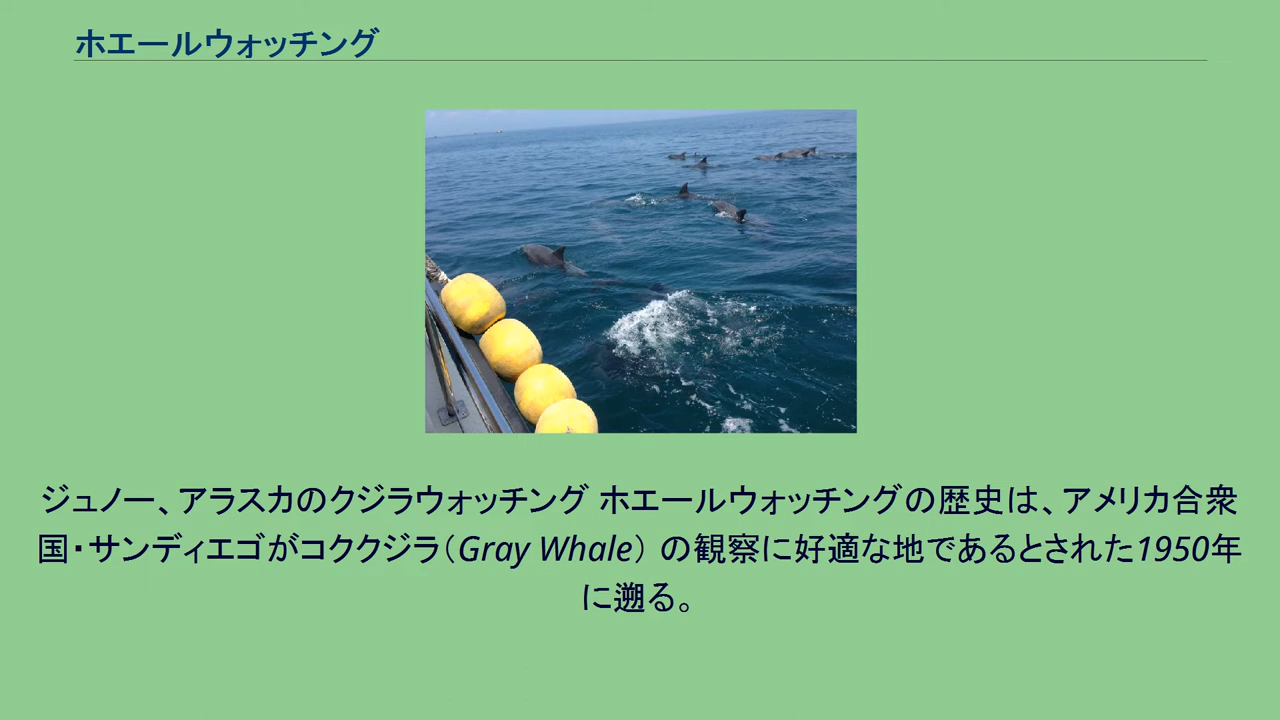 ホエールウォッチング
ジュノー、アラスカのクジラウォッチング ホエールウォッチングの歴史は、アメリカ合衆
国・サンディエゴがコククジラ（Gray Whale） の観察に好適な地であるとされた1950年
に遡る。